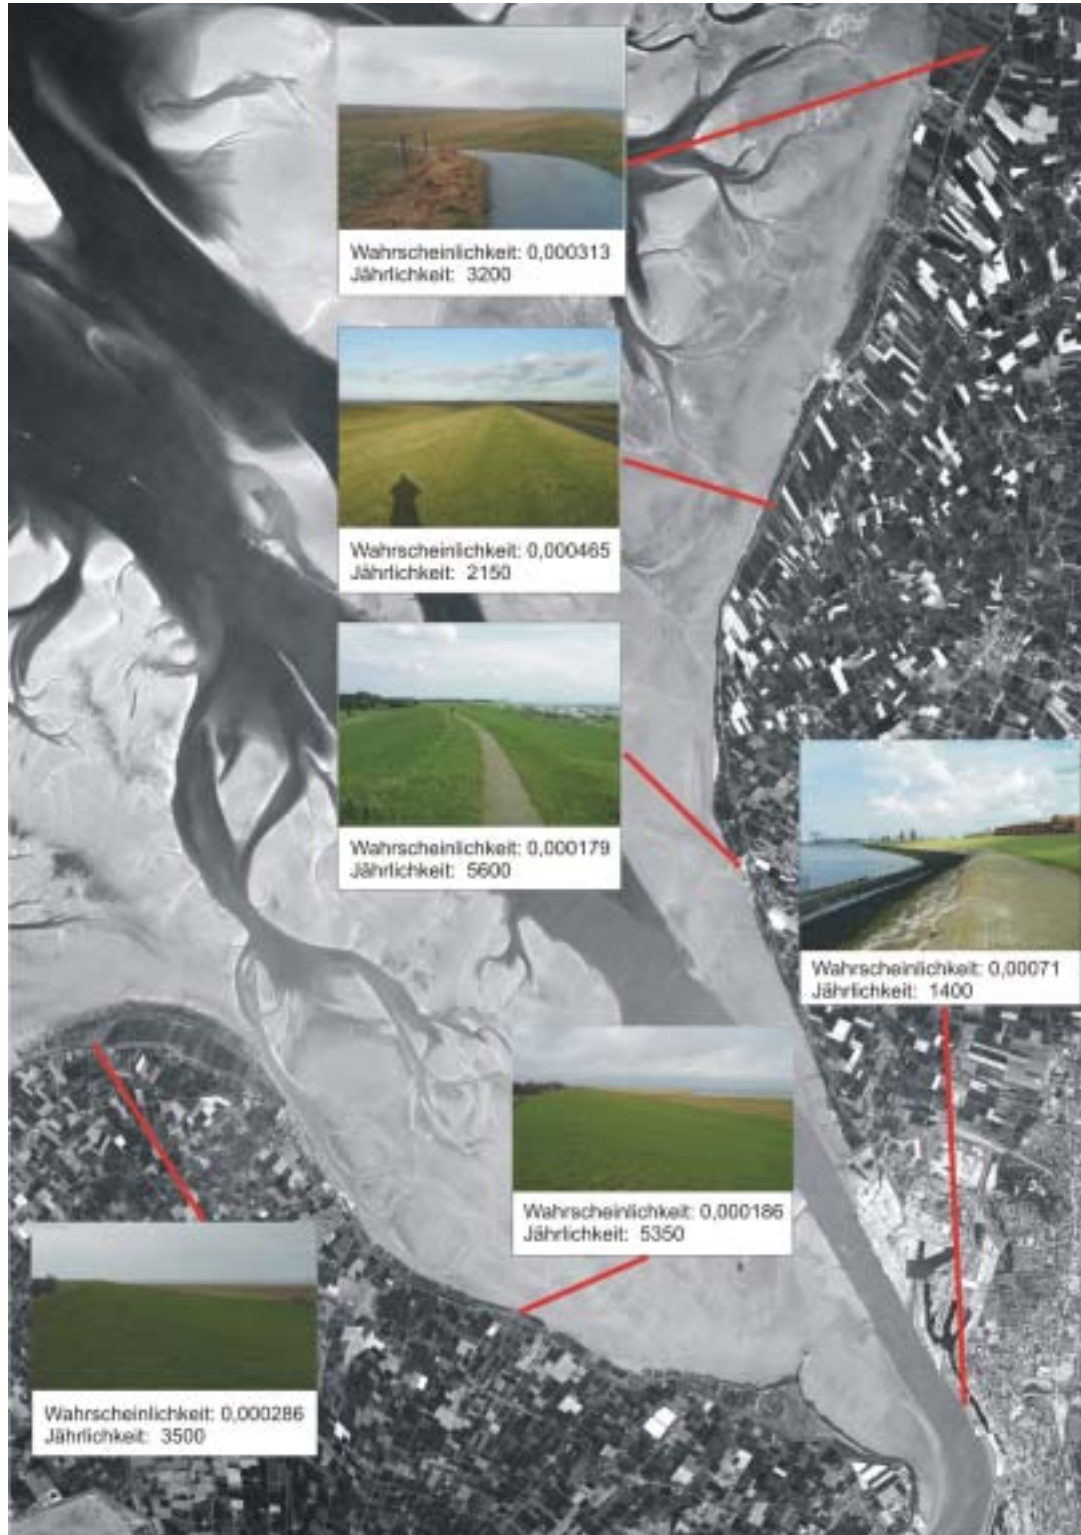 Wahrscheinlichkeit: 0,000313
Jährlichkeit: 3200
Wahrscheinlichkeit: 0,000465
Jährlichkeit: 2150
Wahrscheinlichkeit: 0,000179
Jährlichkeit: 5600
Wahrscheinlichkeit: 0,00071
Jährlichkeit: 1400
Wahrscheinlichkeit: 0,000186
Jährlichkeit: 5350
Wahrscheinlichkeit: 0,000286
Jährlichkeit: 3500